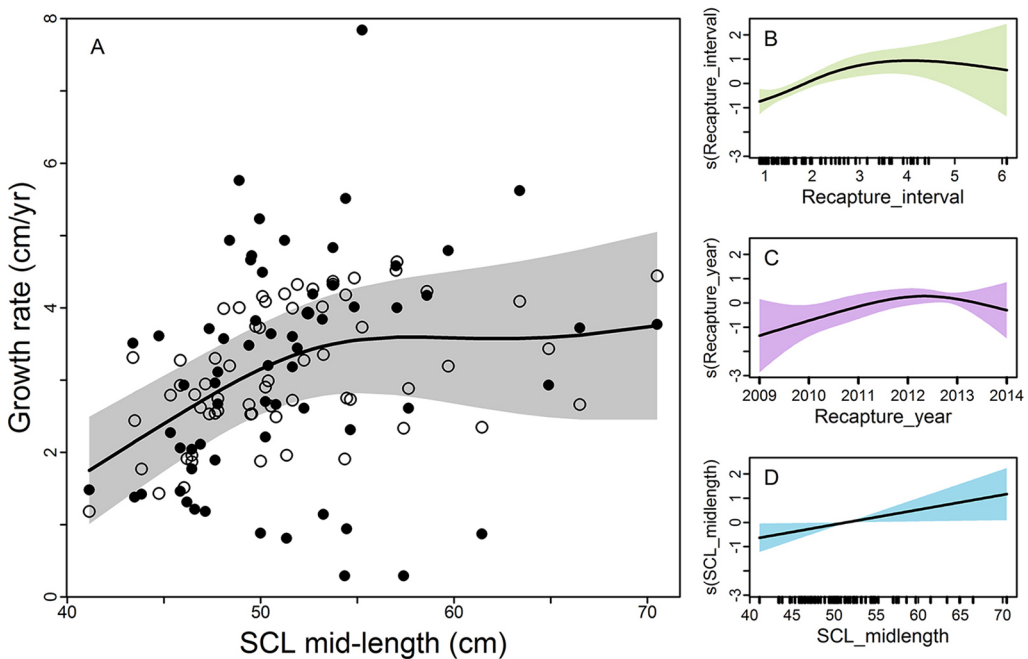 A
Growth rate (cm/yr)
8
6
4
2
0
40 50 60 70
SCL mid-length (cm)
B
s(Recapture_interval)
2
1
0
-1
-3
1 2 3 4 5 6
Recapture_interval
C
s(Recapture_year)
2
1
0
-1
-3
2009 2010 2011 2012 2013 2014
Recapture_year
D
s(SCL_midlength)
2
1
0
-1
-3
40 45 50 55 60 65 70
SCL_midlength